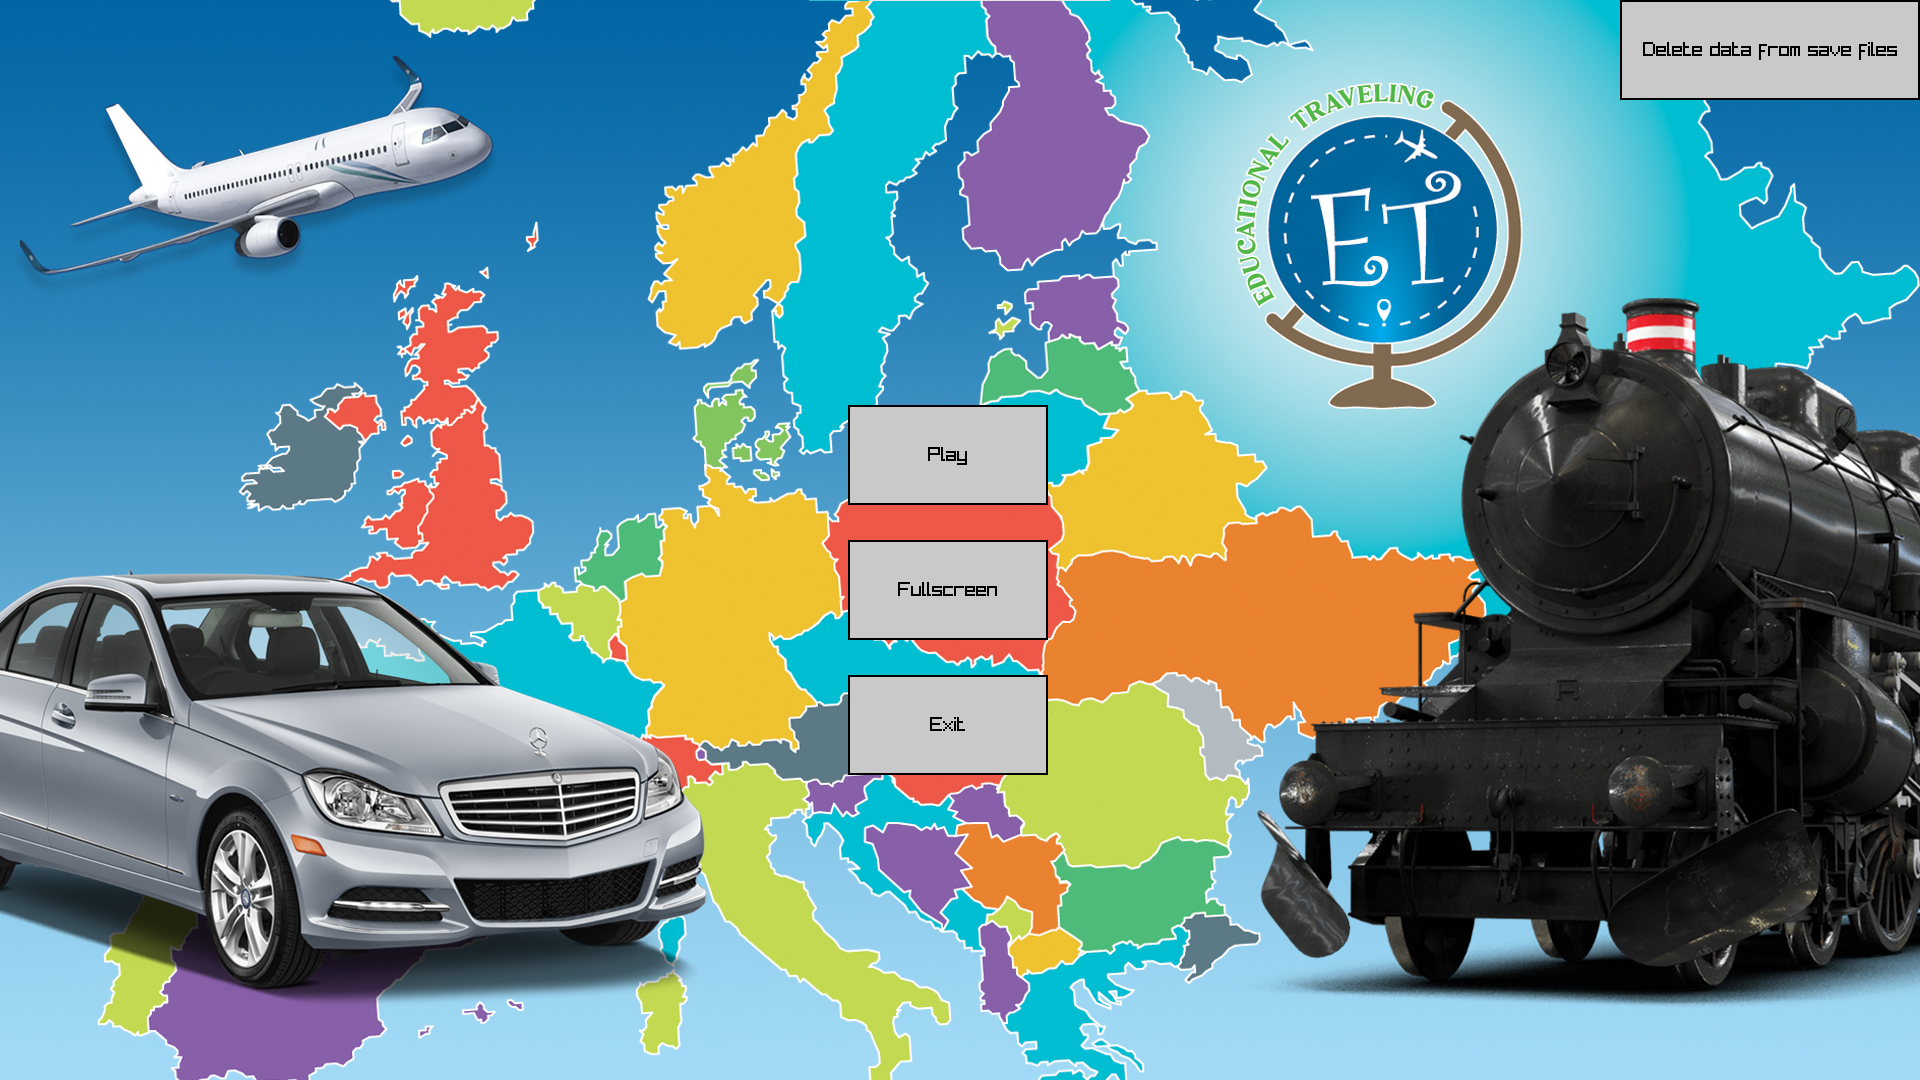 Delete data from save files
EDUCATIONAL TRAVELING
ET
Play
Fullscreen
Exit